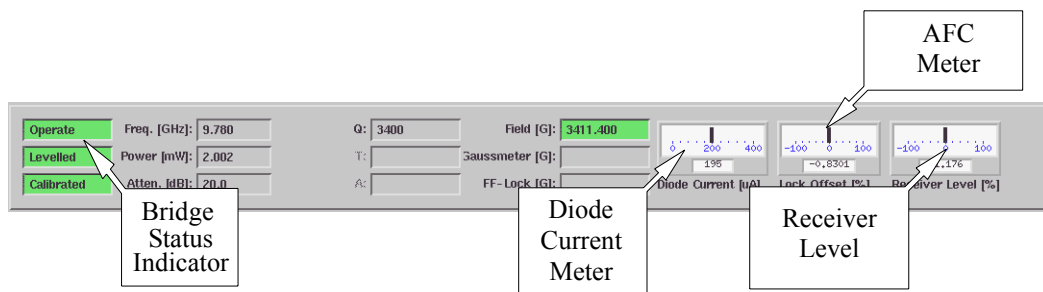 AFC
Meter
Operate Freq. [GHz]: 9.780 Q: 3400 Field [G]: 3411.400
Levelled Power [mW]: 2.002 T: Gaussmeter [G]: 0 200 400 -100 0 100 -100 0 100
195 -0.8301 .176
Calibrated Atten. [dB]: 20.0 A: FF-Lock [G]: Diode Current [uA] Lock Offset [%] Receiver Level [%]
Bridge
Status
Indicator
Diode
Current
Meter
Receiver
Level